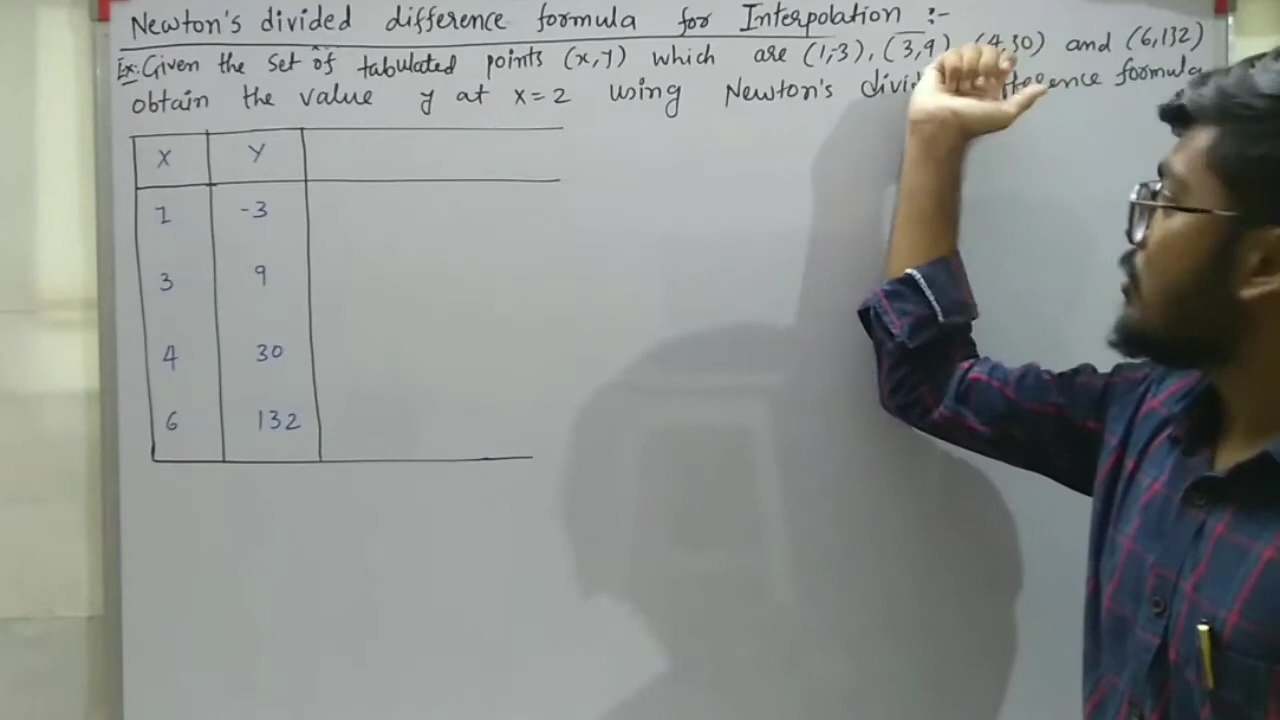 Newton's divided difference formula for Interpolation :-
Ex:- Given the set of tabulated points (x,y) which are (1,-3), (3,9), (4,30) and (6,132)
obtain the value y at x=2 using Newton's formula
X Y
1 -3
3 9
4 30
6 132